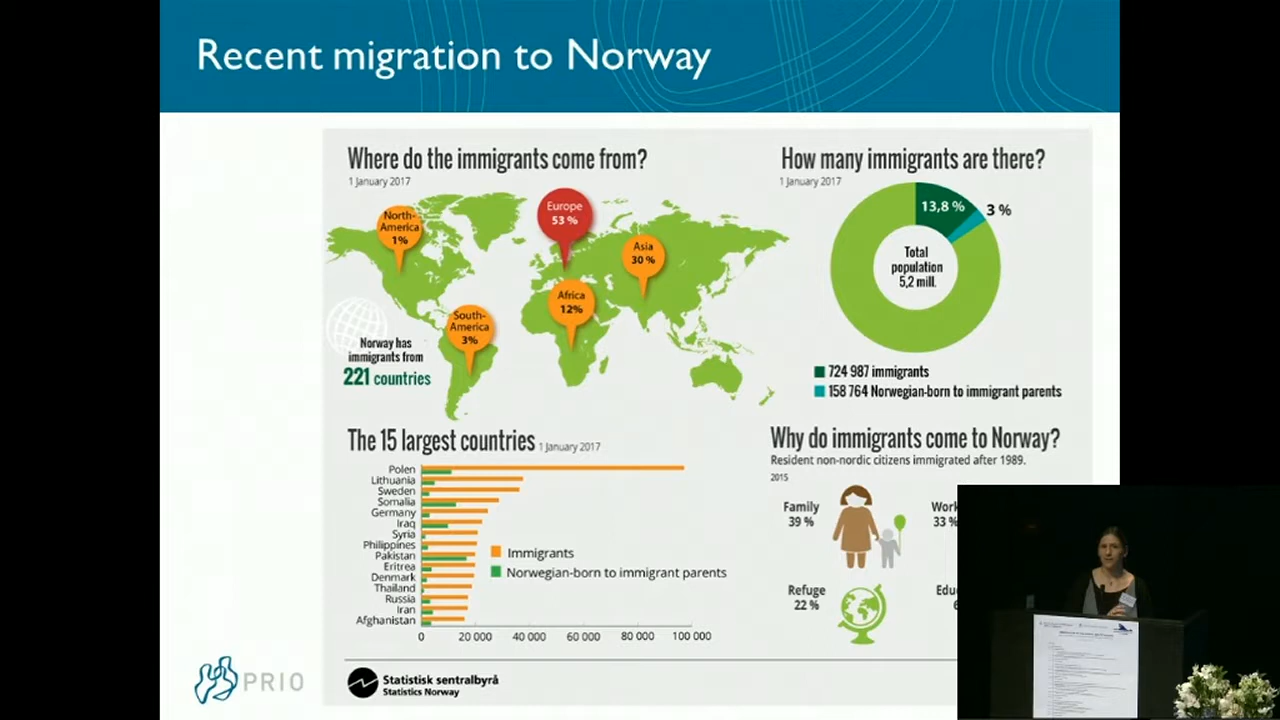 Recent migration to Norway
Where do the immigrants come from?
1 January 2017
North-
America
1%
Europe
53 %
Asia
30 %
Africa
12%
South-
America
3%
Norway has
immigrants from
221 countries
How many immigrants are there?
1 January 2017
13,8 %
3 %
Total
population
5,2 mill.
724 987 immigrants
158 764 Norwegian-born to immigrant parents
The 15 largest countries 1 January 2017
Polen
Lithuania
Sweden
Somalia
Germany
Iraq
Syria
Philippines
Pakistan
Eritrea
Denmark
Thailand
Russia
Iran
Afghanistan
Immigrants
Norwegian-born to immigrant parents
0 20 000 40 000 60 000 80 000 100 000
Why do immigrants come to Norway?
Resident non-nordic citizens immigrated after 1989.
2015
Family
39 %
Work
33 %
Refuge
22 %
Edu
PRIO
Statistisk sentralbyrå
Statistics Norway